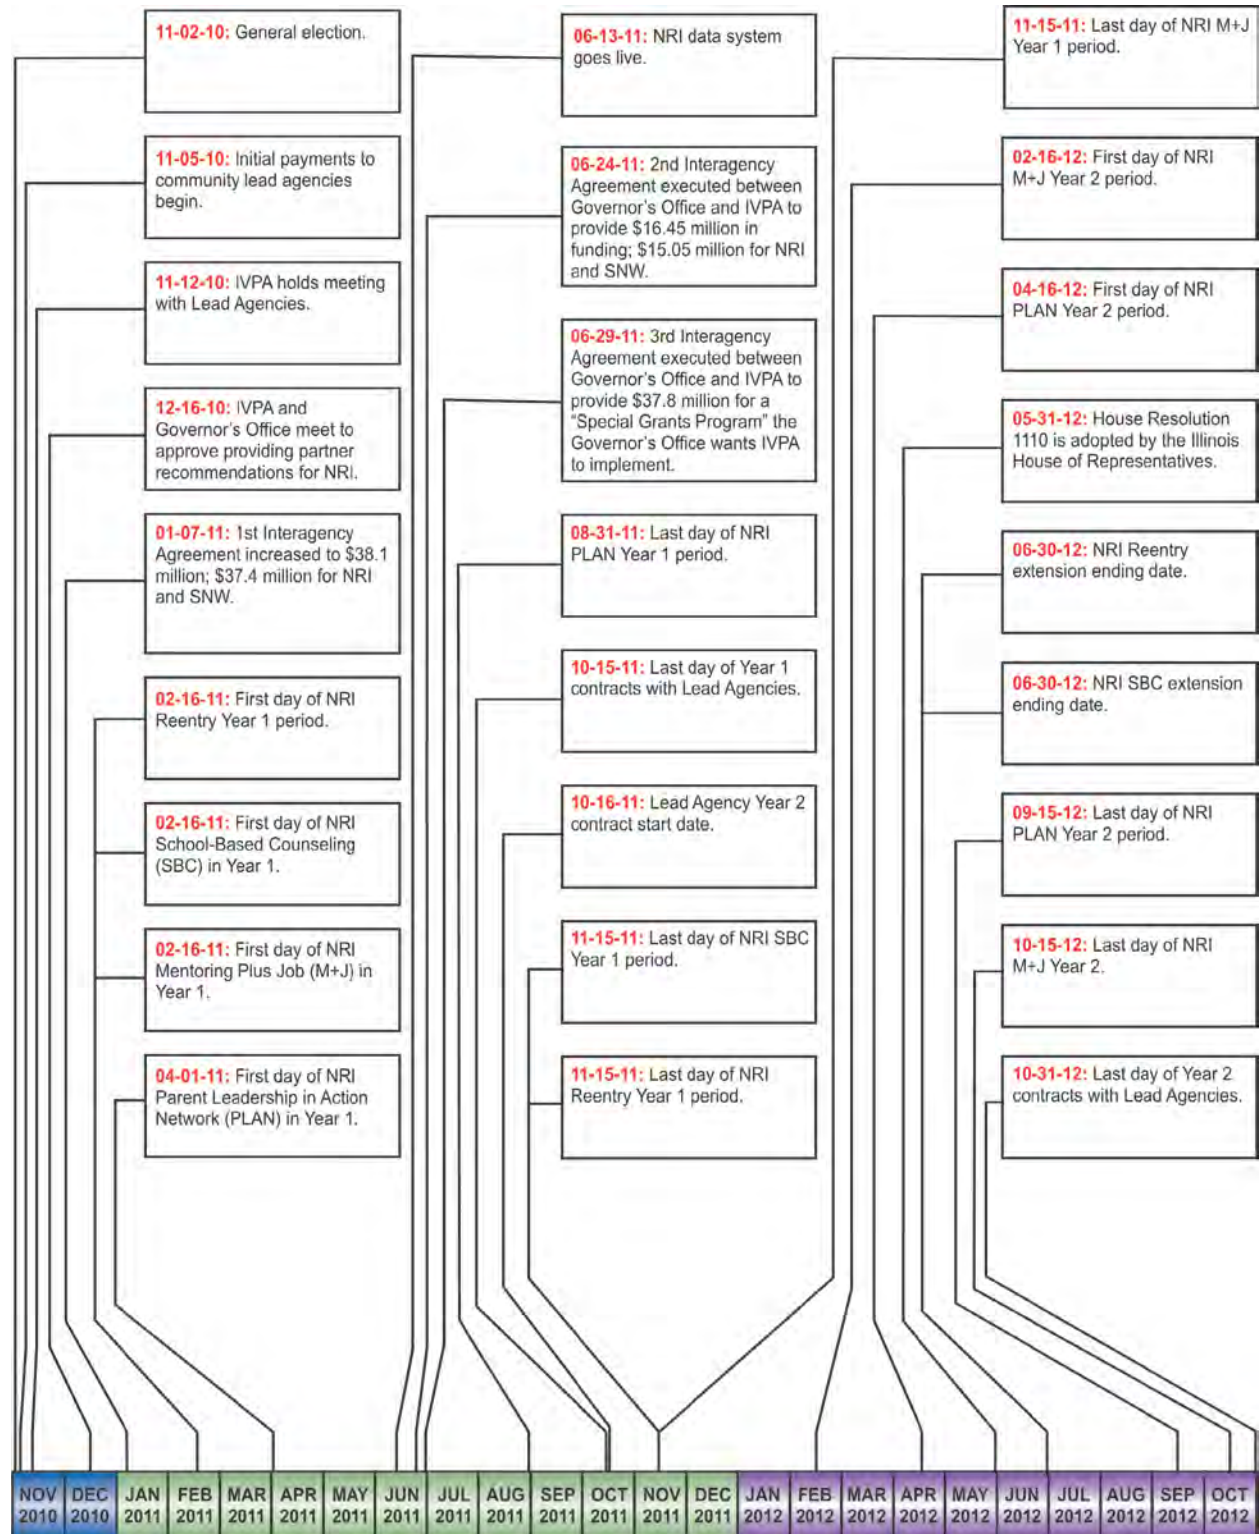 11-02-10: General election.
11-05-10: Initial payments to
community lead agencies
begin.
11-12-10: IVPA holds meeting
with Lead Agencies.
12-16-10: IVPA and
Governor's Office meet to
approve providing partner
recommendations for NRI.
01-07-11: 1st Interagency
Agreement increased to $38.1
million; $37.4 million for NRI
and SNW.
02-16-11: First day of NRI
Reentry Year 1 period.
02-16-11: First day of NRI
School-Based Counseling
(SBC) in Year 1.
02-16-11: First day of NRI
Mentoring Plus Job (M+J) in
Year 1.
04-01-11: First day of NRI
Parent Leadership in Action
Network (PLAN) in Year 1.
06-13-11: NRI data system
goes live.
06-24-11: 2nd Interagency
Agreement executed between
Governor's Office and IVPA to
provide $16.45 million in
funding; $15.05 million for NRI
and SNW.
06-29-11: 3rd Interagency
Agreement executed between
Governor's Office and IVPA to
provide $37.8 million for a
“Special Grants Program” the
Governor's Office wants IVPA
to implement.
08-31-11: Last day of NRI
PLAN Year 1 period.
10-15-11: Last day of Year 1
contracts with Lead Agencies.
10-16-11: Lead Agency Year 2
contract start date.
11-15-11: Last day of NRI SBC
Year 1 period.
11-15-11: Last day of NRI
Reentry Year 1 period.
11-15-11: Last day of NRI M+J
Year 1 period.
02-16-12: First day of NRI
M+J Year 2 period.
04-16-12: First day of NRI
PLAN Year 2 period.
05-31-12: House Resolution
1110 is adopted by the Illinois
House of Representatives.
06-30-12: NRI Reentry
extension ending date.
06-30-12: NRI SBC extension
ending date.
09-15-12: Last day of NRI
PLAN Year 2 period.
10-15-12: Last day of NRI
M+J Year 2.
10-31-12: Last day of Year 2
contracts with Lead Agencies.
NOV DEC JAN FEB MAR APR MAY JUN JUL AUG SEP OCT NOV DEC JAN FEB MAR APR MAY JUN JUL AUG SEP OCT
2010 2010 2011 2011 2011 2011 2011 2011 2011 2011 2011 2011 2011 2011 2012 2012 2012 2012 2012 2012 2012 2012 2012 2012